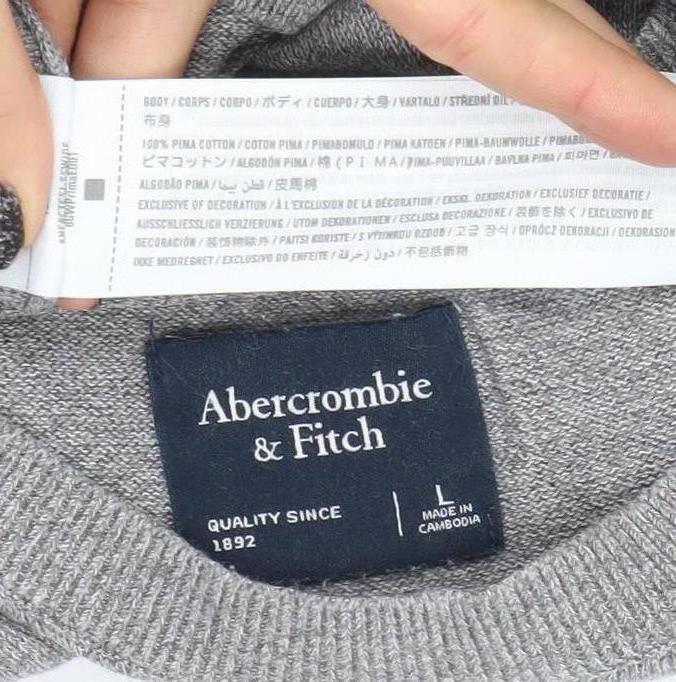 BODY / CORPS / CORPO / ボディ / CUERPO / 大身 / VARTALO / STŘEDNÍ DÍL
布身
100% PIMA COTTON / COTON PIMA / PIMABOMULD / PIMA KATOEN / PIMA-BAUMWOLLE /
ピマコットン / ALGODÓN PIMA / 棉 (PIMA) / PIMA-PUUVILLAA / BAVLNA PIMA / 피마면 /
ALGODÃO PIMA / قطن بيما / 皮馬棉
EXCLUSIVE OF DECORATION / À L'EXCLUSION DE LA DÉCORATION / EKSKL. DEKORATION / EXCLUSIEF DECORATIE /
AUSSCHLIESSLICH VERZIERUNG / UTOM DEKORATIONEN / ESCLUSA DECORAZIONE / 装飾を除く / EXCLUSIVO DE
DECORACIÓN / 装饰物除外 / PAITSI KORISTE / S VÝJIMKOU OZDOB / 고급 장식 / OPRÓCZ DEKORACJI / DEKORASJON
IKKE MEDREGNET / EXCLUSIVO DO ENFEITE / دون زخرفة / 不包括飾物
Abercrombie
& Fitch
QUALITY SINCE
1892
L
MADE IN
CAMBODIA